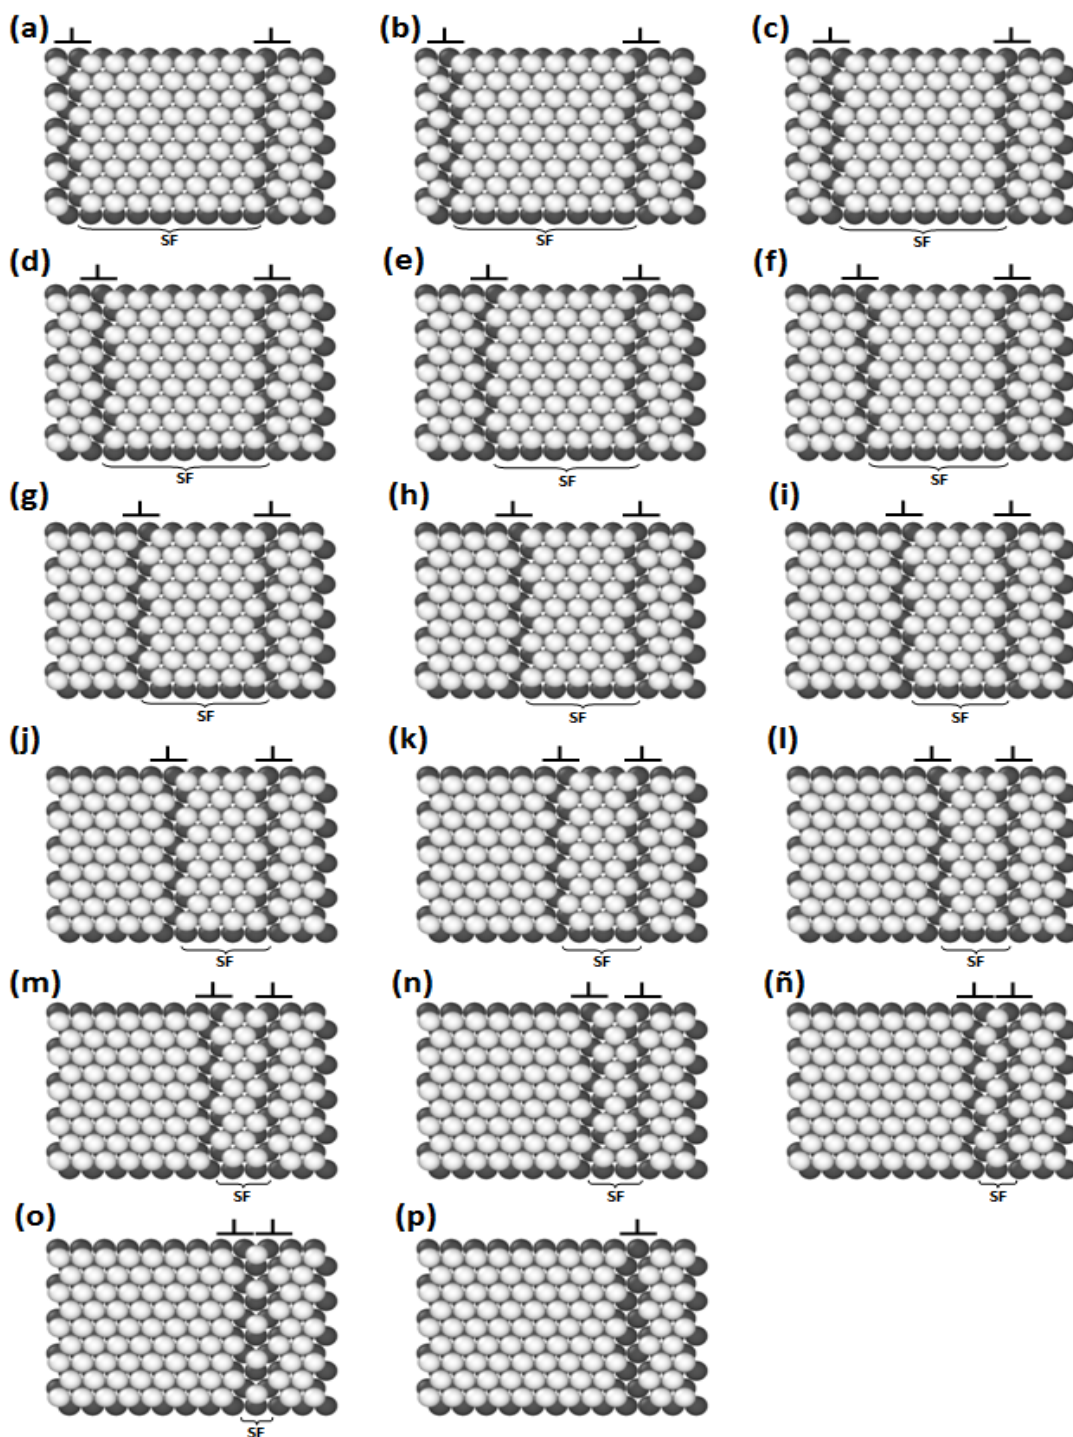 (a) (b) (c)
SF SF SF
(d) (e) (f)
SF SF SF
(g) (h) (i)
SF SF SF
(j) (k) (l)
SF SF SF
(m) (n) (ñ)
SF SF SF
(o) (p)
SF